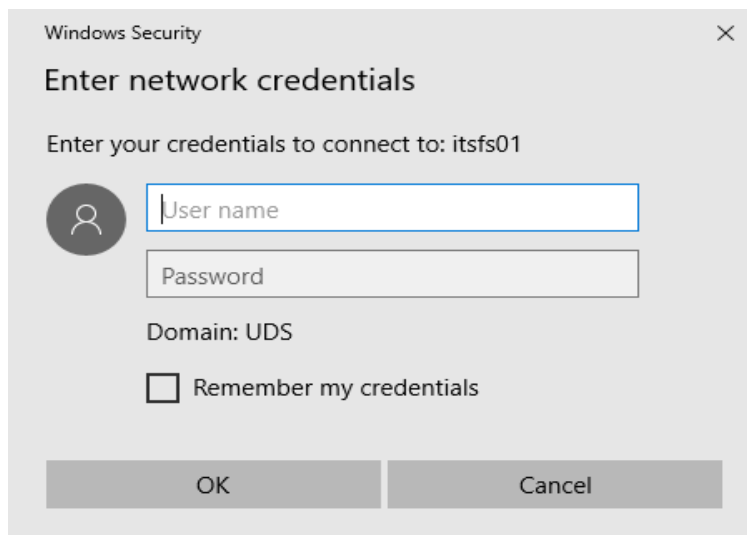 Windows Security
Enter network credentials
Enter your credentials to connect to: itsfs01
User name
Password
Domain: UDS
Remember my credentials
OK
Cancel